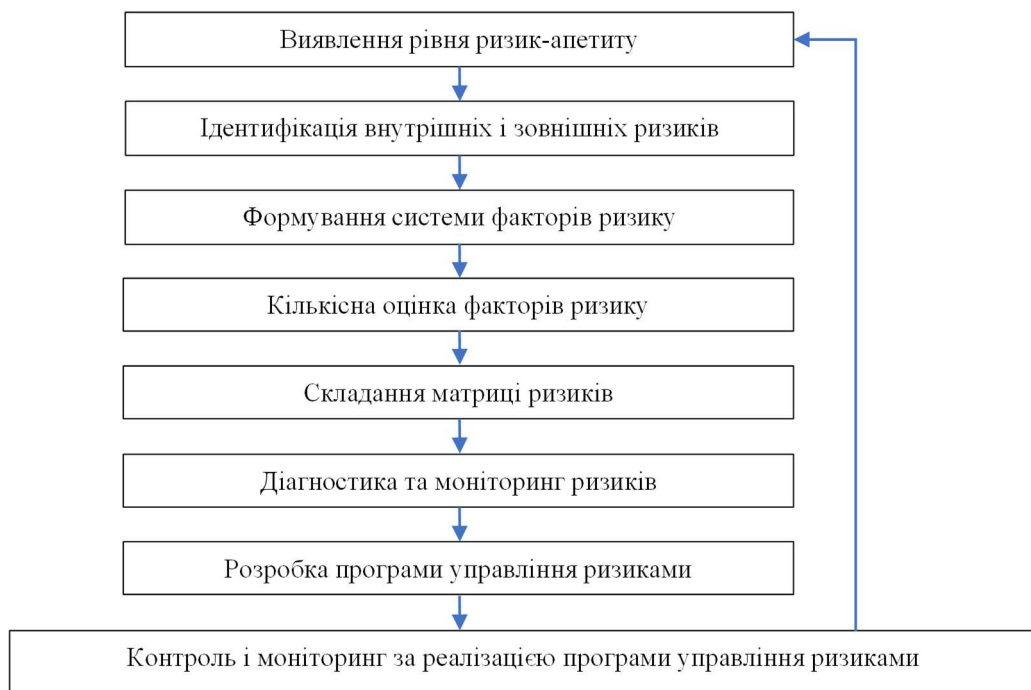 Виявлення рівня ризик-апетиту
Ідентифікація внутрішніх і зовнішніх ризиків
Формування системи факторів ризику
Кількісна оцінка факторів ризику
Складання матриці ризиків
Діагностика та моніторинг ризиків
Розробка програми управління ризиками
Контроль і моніторинг за реалізацією програми управління ризиками